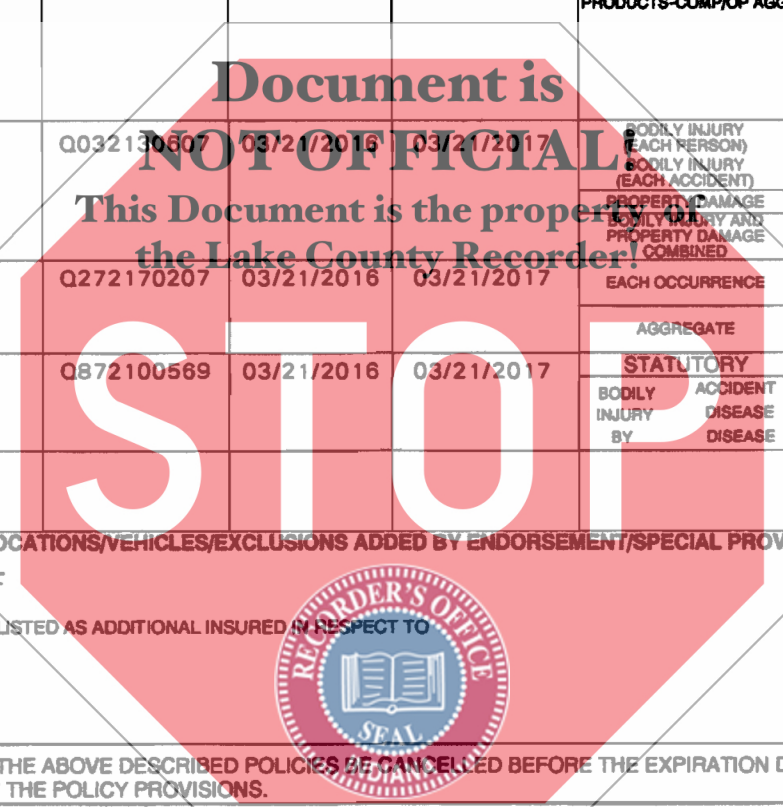 PRODUCTS-COMP/OP AGG
Document is
NOT OFFICIAL!
This Document is the property of
the Lake County Recorder!
Q032130607 03/21/2016 03/21/2017
BODILY INJURY
(EACH PERSON)
BODILY INJURY
(EACH ACCIDENT)
PROPERTY DAMAGE
BODILY INJURY AND
PROPERTY DAMAGE
COMBINED
Q272170207 03/21/2016 03/21/2017
EACH OCCURRENCE
AGGREGATE
Q872100569 03/21/2016 03/21/2017
STATUTORY
BODILY ACCIDENT
INJURY DISEASE
BY DISEASE
STOP
OCATIONS/VEHICLES/EXCLUSIONS ADDED BY ENDORSEMENT/SPECIAL PROV
LISTED AS ADDITIONAL INSURED IN RESPECT TO
RECORDER'S OFFICE
SEAL
THE ABOVE DESCRIBED POLICIES BE CANCELLED BEFORE THE EXPIRATION D
THE POLICY PROVISIONS.